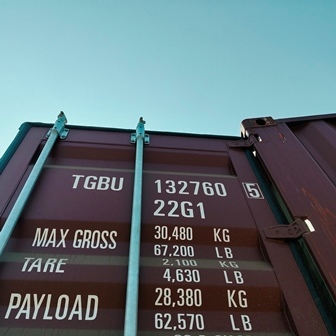 TGBU 132760 5
22G1
MAX GROSS 30,480 KG
67,200 LB
TARE 2,100 KG
4,630 LB
PAYLOAD 28,380 KG
62,570 LB